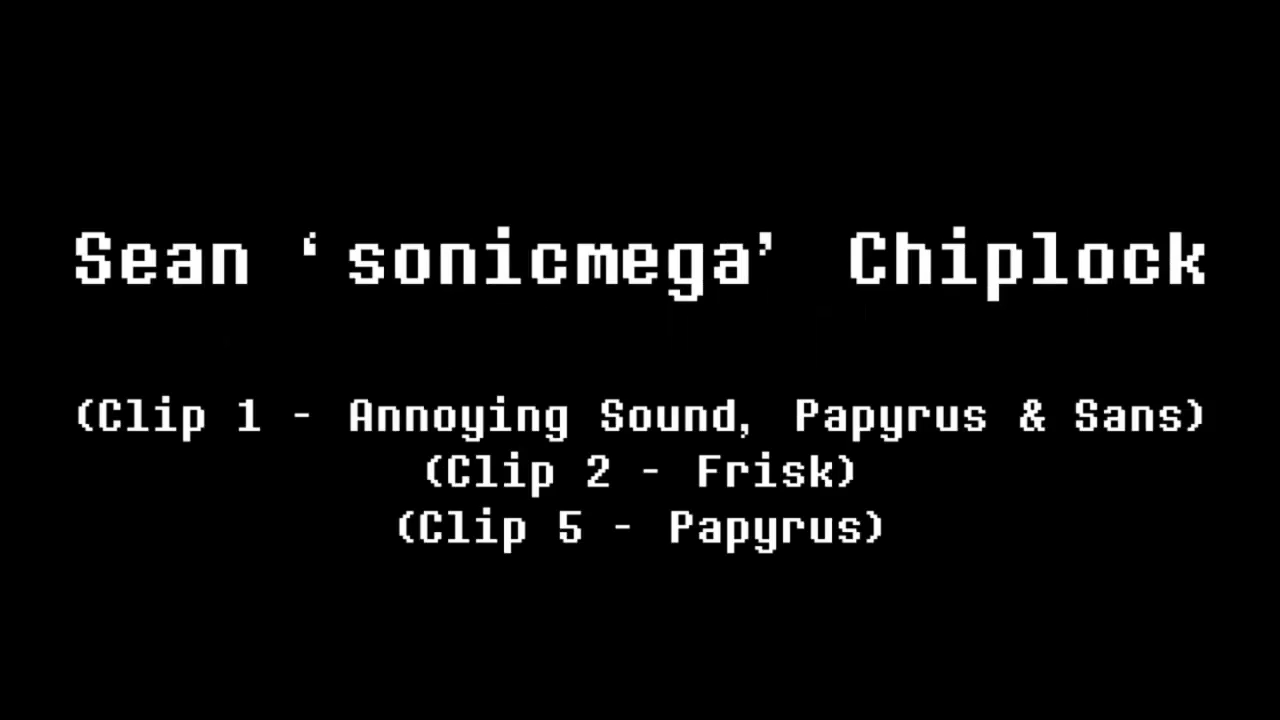 Sean ‘sonicmega’ Chiplock
(Clip 1 - Annoying Sound, Papyrus & Sans)
(Clip 2 - Frisk)
(Clip 5 - Papyrus)